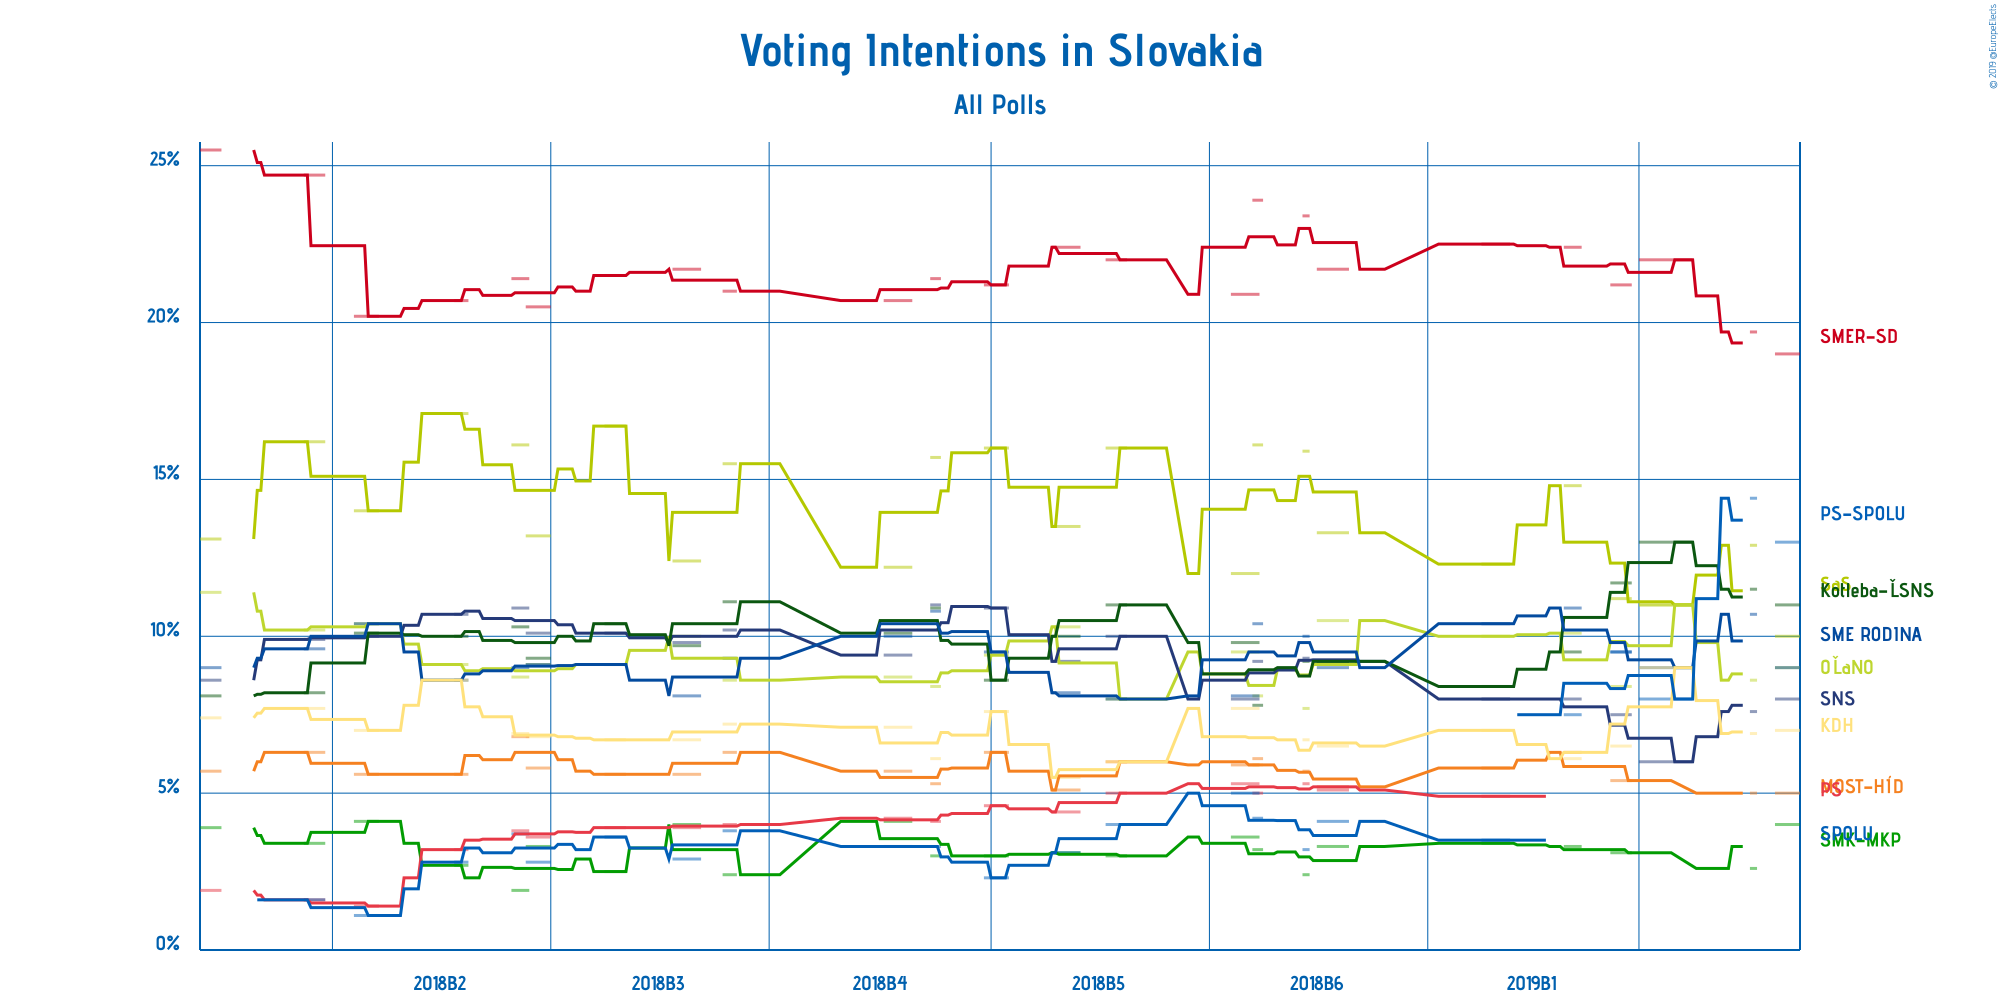 © 2019 @EuropeElects
Voting Intentions in Slovakia
All Polls
25%
20%
15%
10%
5%
0%
SMER-SD
PS-SPOLU
SaS
Kotleba-ĽSNS
SME RODINA
OĽaNO
SNS
KDH
MOST-HÍD
PS
SPOLU
SMK-MKP
2018B2
2018B3
2018B4
2018B5
2018B6
2019B1